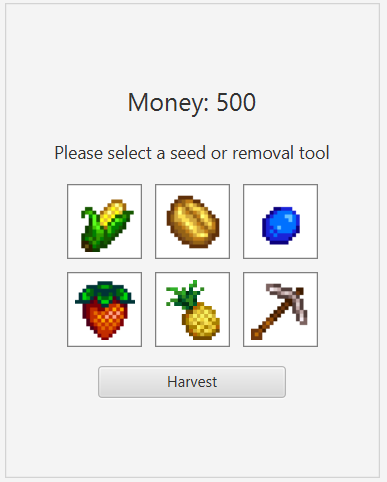 Money: 500
Please select a seed or removal tool
Harvest